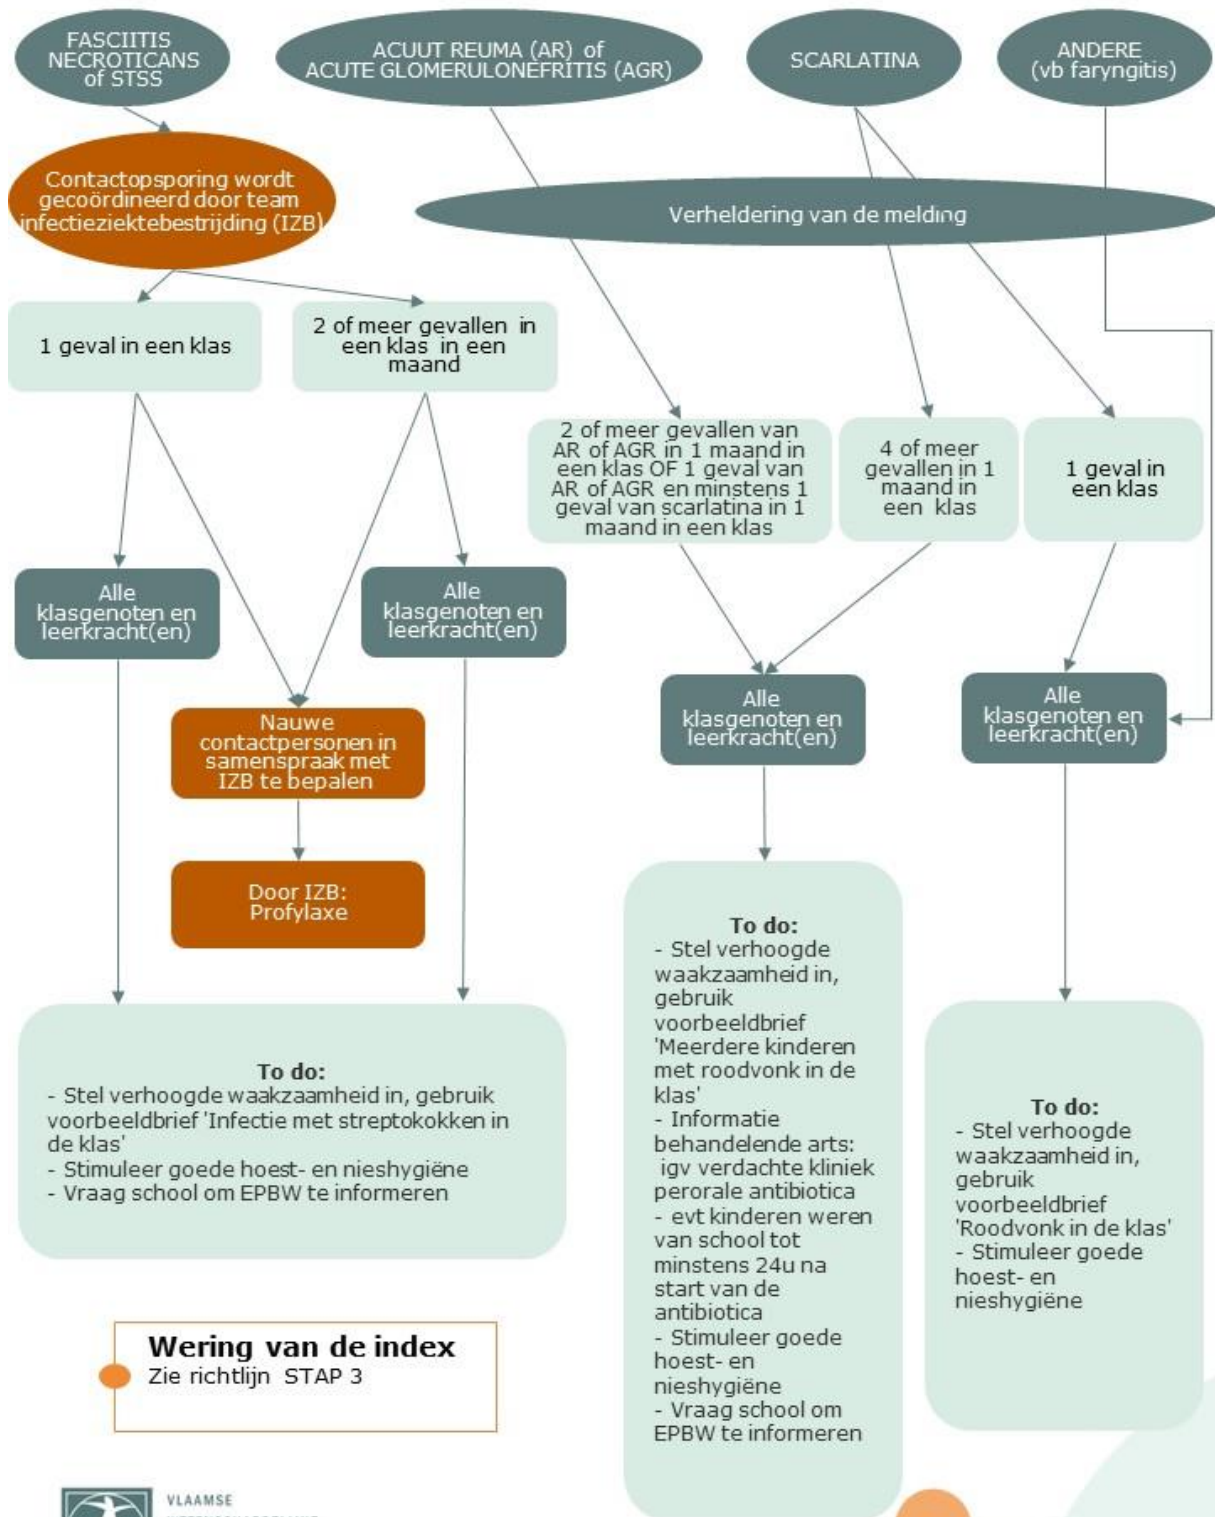 FASCIITIS
NECROTICANS
of STSS
ACUUT REUMA (AR) of
ACUTE GLOMERULONEFRITIS (AGR)
SCARLATINA
ANDERE
(vb faryngitis)
Contactopsporing wordt
gecoördineerd door team
infectieziektebestrijding (IZB)
Verheldering van de melding
1 geval in een klas
2 of meer gevallen in
een klas in een
maand
2 of meer gevallen van
AR of AGR in 1 maand in
een klas OF 1 geval van
AR of AGR en minstens 1
geval van scarlatina in 1
maand in een klas
4 of meer
gevallen in 1
maand in
een klas
1 geval in
een klas
Alle
klasgenoten en
leerkracht(en)
Alle
klasgenoten en
leerkracht(en)
Nauwe
contactpersonen in
samenspraak met
IZB te bepalen
Alle
klasgenoten en
leerkracht(en)
Alle
klasgenoten en
leerkracht(en)
Door IZB:
Profylaxe
To do:
- Stel verhoogde waakzaamheid in, gebruik
voorbeeldbrief 'Infectie met streptokokken in
de klas'
- Stimuleer goede hoest- en nieshygiëne
- Vraag school om EPBW te informeren
To do:
- Stel verhoogde
waakzaamheid in,
gebruik
voorbeeldbrief
'Meerdere kinderen
met roodvonk in de
klas'
- Informatie
behandelende arts:
igv verdachte kliniek
perorale antibiotica
- evt kinderen weren
van school tot
minstens 24u na
start van de
antibiotica
- Stimuleer goede
hoest- en
nieshygiëne
- Vraag school om
EPBW te informeren
To do:
- Stel verhoogde
waakzaamheid in,
gebruik
voorbeeldbrief
'Roodvonk in de klas'
- Stimuleer goede
hoest- en
nieshygiëne
Wering van de index
Zie richtlijn STAP 3
VLAAMSE